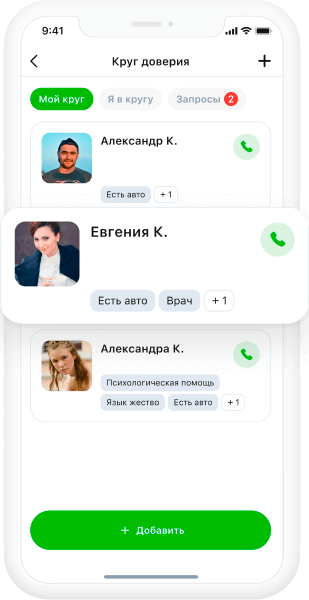 9:41
Круг доверия
Мой круг Я в кругу Запросы 2
Александр К.
Есть авто + 1
Евгения К.
Есть авто Врач + 1
Александра К.
Психологическая помощь
Язык жество Есть авто + 1
+ Добавить